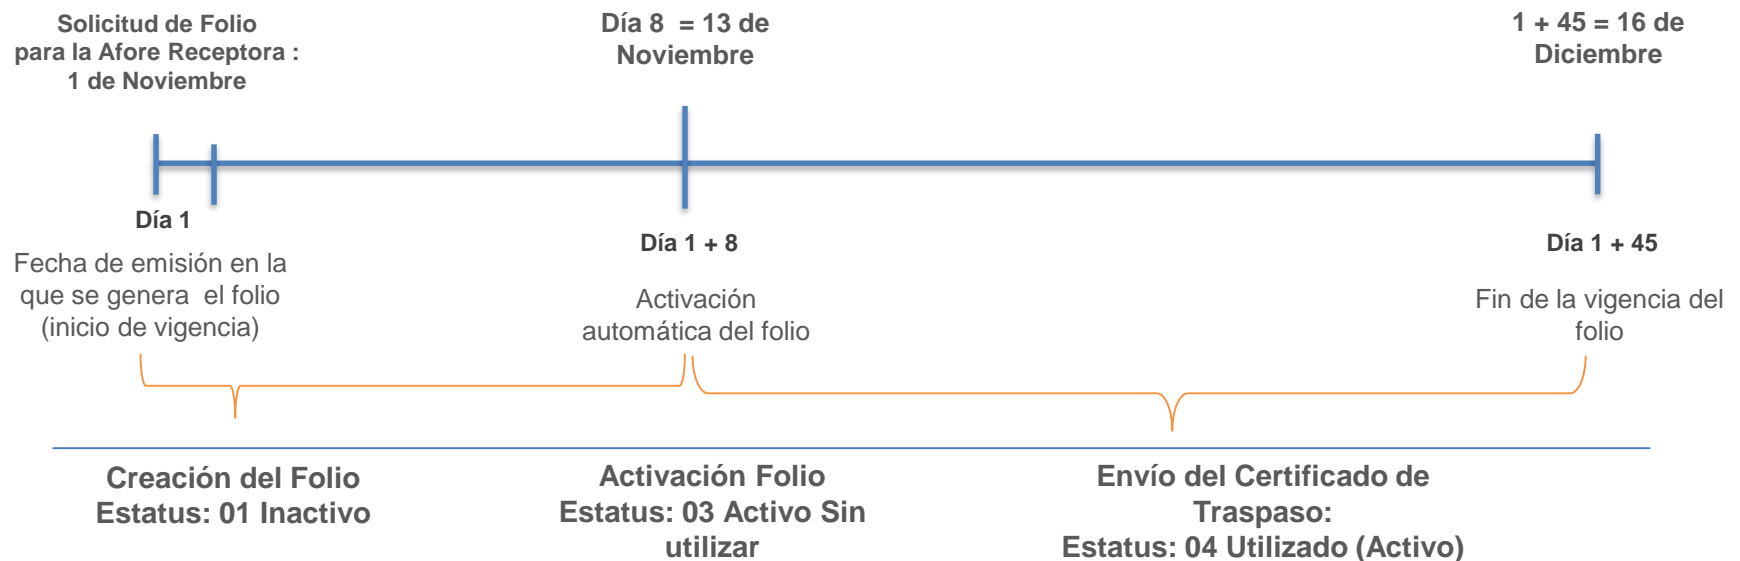 Solicitud de Folio
para la Afore Receptora :
1 de Noviembre
Día 8  = 13 de
Noviembre
1 + 45 = 16 de
Diciembre
Día 1
Fecha de emisión en la
que se genera  el folio
(inicio de vigencia)
Día 1 + 8
Activación
automática del folio
Día 1 + 45
Fin de la vigencia del
folio
Creación del Folio
Estatus: 01 Inactivo
Activación Folio
Estatus: 03 Activo Sin
utilizar
Envío del Certificado de
Traspaso:
Estatus: 04 Utilizado (Activo)